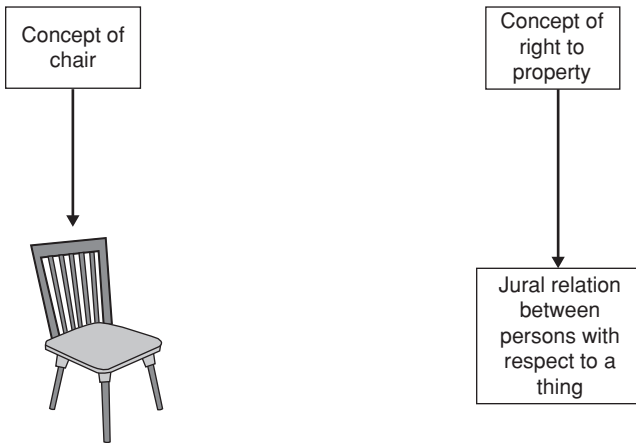 Concept of
chair
Concept of
right to
property
Jural relation
between
persons with
respect to a
thing